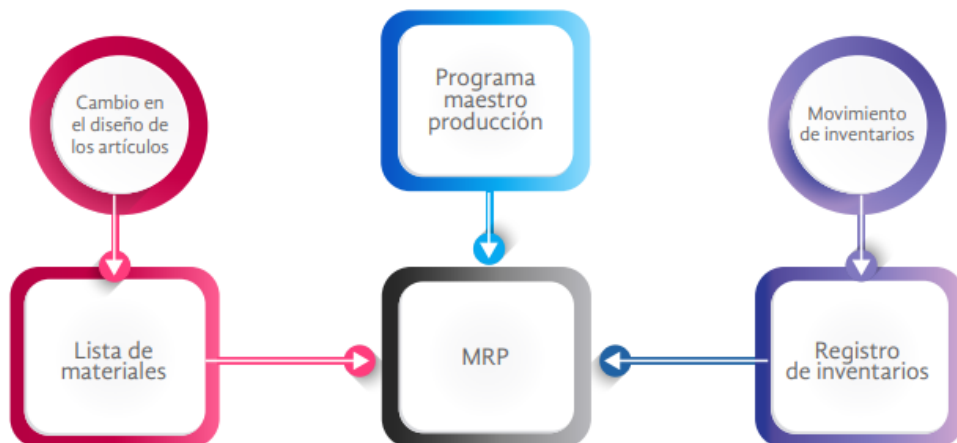 Cambio en
el diseño de
los artículos
Programa
maestro
producción
Movimiento
de inventarios
Lista de
materiales
MRP
Registro
de inventarios